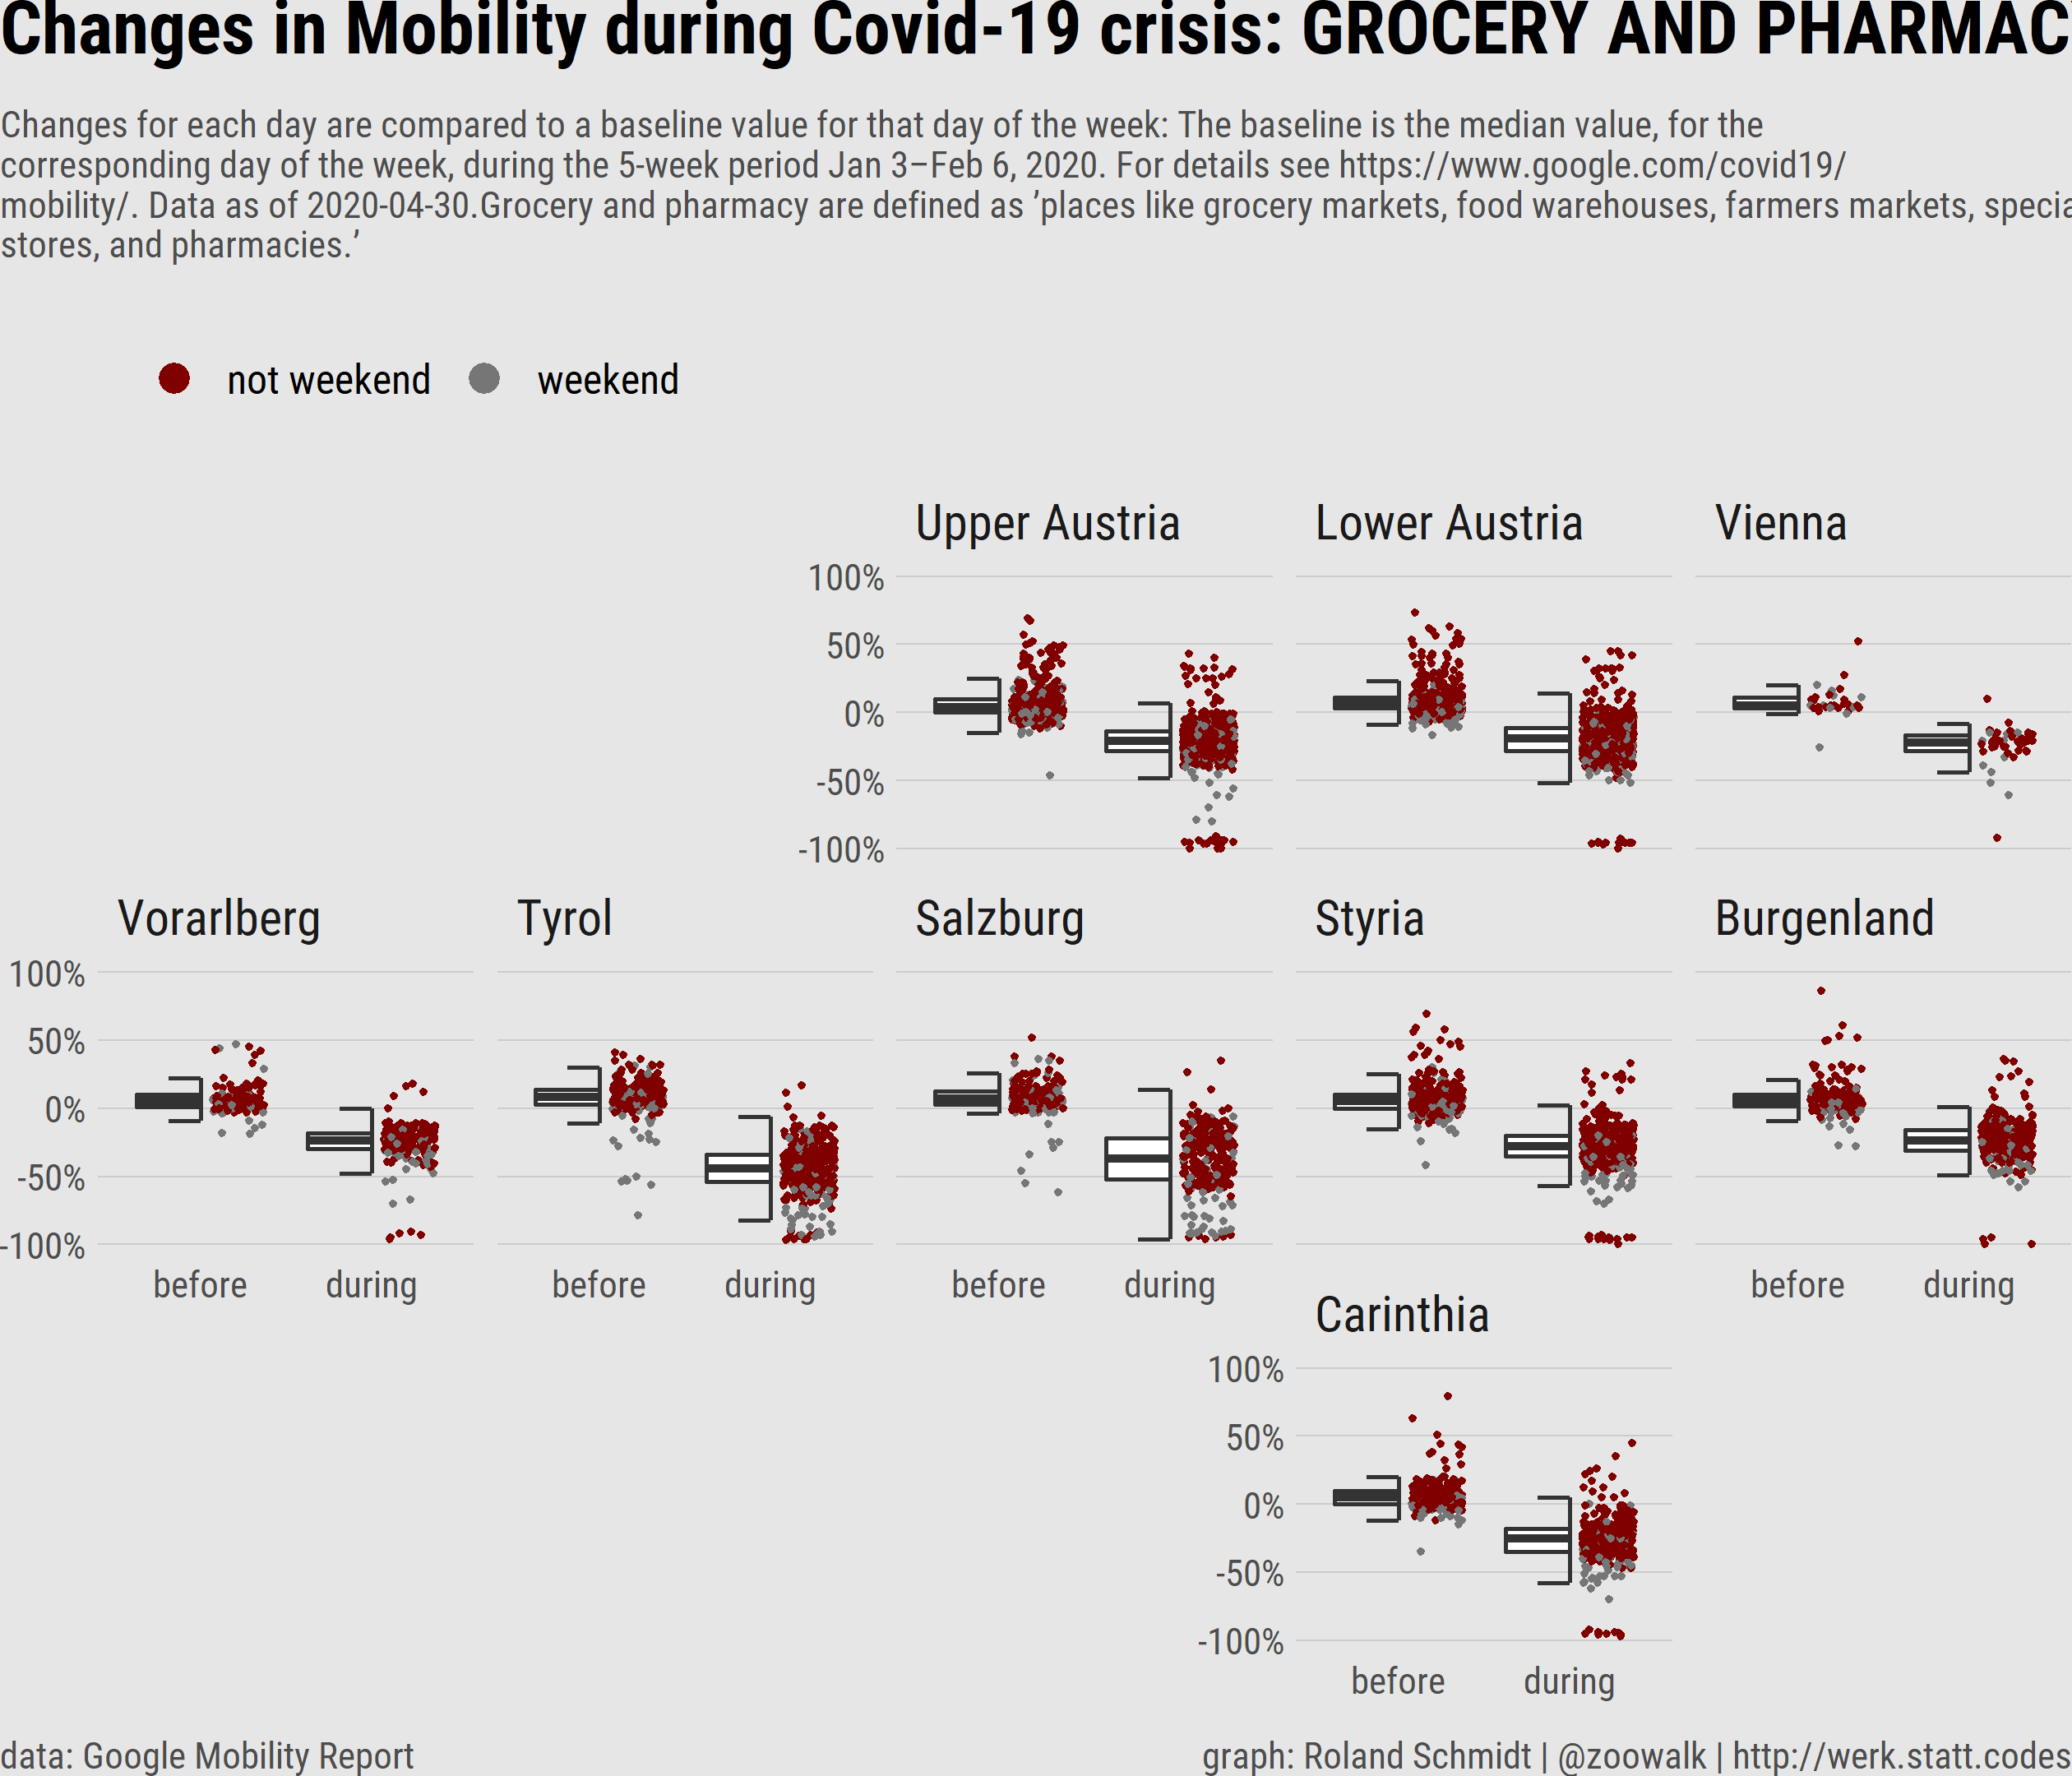 Changes in Mobility during Covid-19 crisis: GROCERY AND PHARMAC
Changes for each day are compared to a baseline value for that day of the week: The baseline is the median value, for the
corresponding day of the week, during the 5-week period Jan 3–Feb 6, 2020. For details see https://www.google.com/covid19/
mobility/. Data as of 2020-04-30.Grocery and pharmacy are defined as ’places like grocery markets, food warehouses, farmers markets, specia
stores, and pharmacies.’
not weekend weekend
Upper Austria Lower Austria Vienna
100%
50%
0%
-50%
-100%
Vorarlberg Tyrol Salzburg Styria Burgenland
100%
50%
0%
-50%
-100%
before during before during before during before during
Carinthia
100%
50%
0%
-50%
-100%
before during
data: Google Mobility Report graph: Roland Schmidt | @zoowalk | http://werk.statt.codes